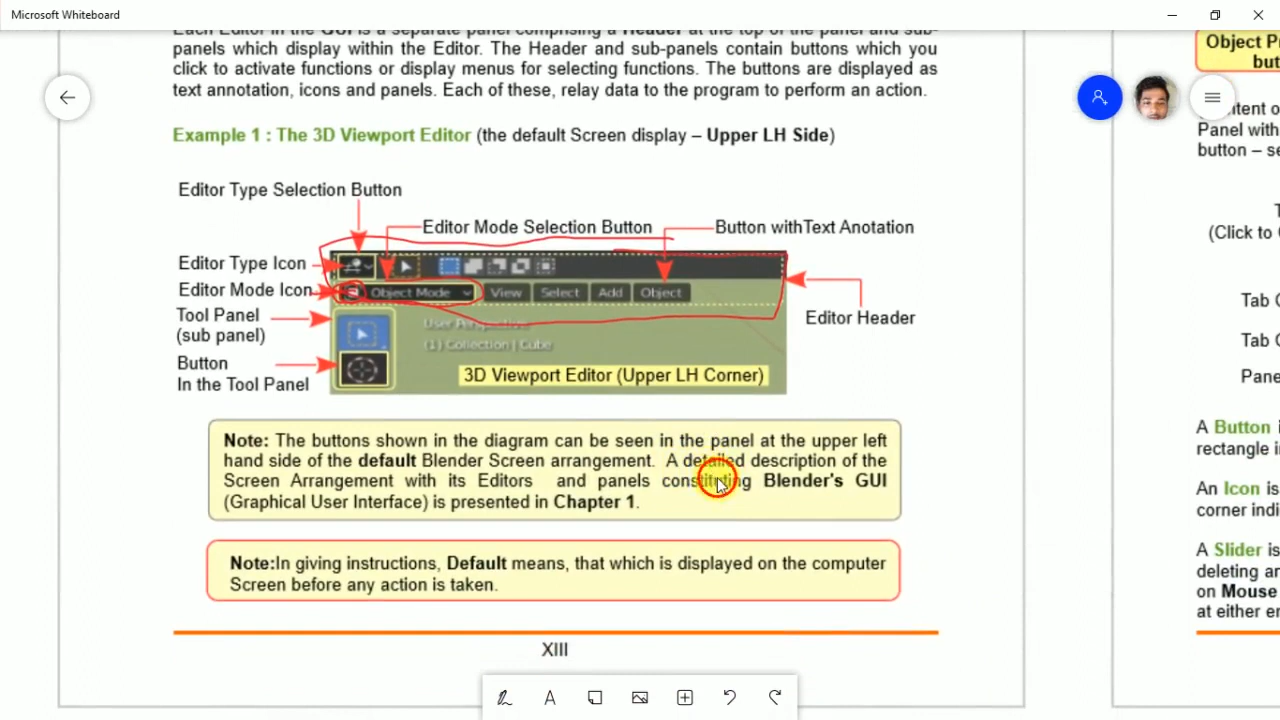 Microsoft Whiteboard
Each Editor in the GUI is a separate panel comprising a Header at the top of the panel and sub-
panels which display within the Editor. The Header and sub-panels contain buttons which you
click to activate functions or display menus for selecting functions. The buttons are displayed as
text annotation, icons and panels. Each of these, relay data to the program to perform an action.
Example 1 : The 3D Viewport Editor (the default Screen display – Upper LH Side)
Editor Type Selection Button
Editor Mode Selection Button
Button withText Anotation
Editor Type Icon
Editor Mode Icon
Object Mode View Select Add Object
Tool Panel
(sub panel)
Editor Header
User Perspective
(1) Collection | Cube
Button
In the Tool Panel
3D Viewport Editor (Upper LH Corner)
Note: The buttons shown in the diagram can be seen in the panel at the upper left
hand side of the default Blender Screen arrangement. A detailed description of the
Screen Arrangement with its Editors and panels constituting Blender's GUI
(Graphical User Interface) is presented in Chapter 1.
Note:In giving instructions, Default means, that which is displayed on the computer
Screen before any action is taken.
XIII
Object
but
Panel with
button – se
(Click to
Tab
Tab
Pane
A Button
rectangle i
An Icon is
corner indi
A Slider is
deleting an
on Mouse
at either e